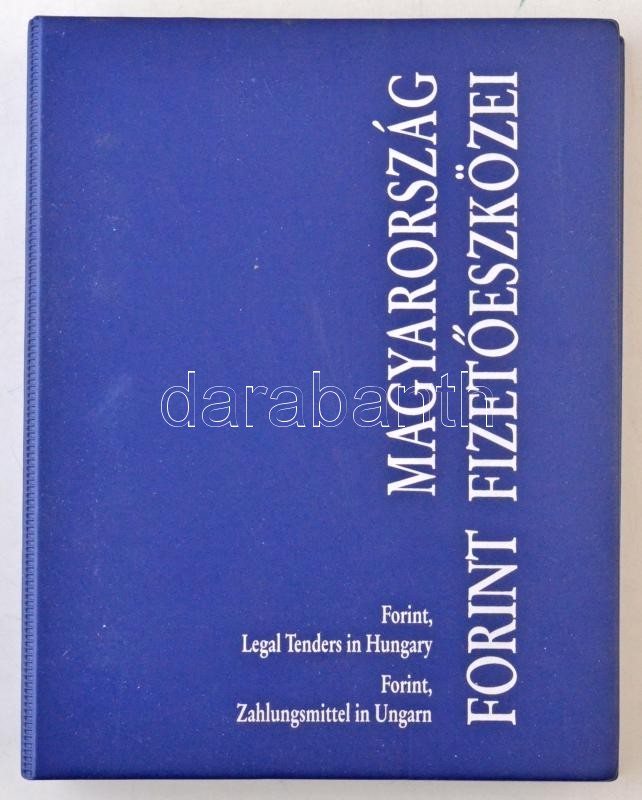 MAGYARORSZÁG
FORINT FIZETŐESZKÖZEI
Forint,
Legal Tenders in Hungary
Forint,
Zahlungsmittel in Ungarn
darabanth